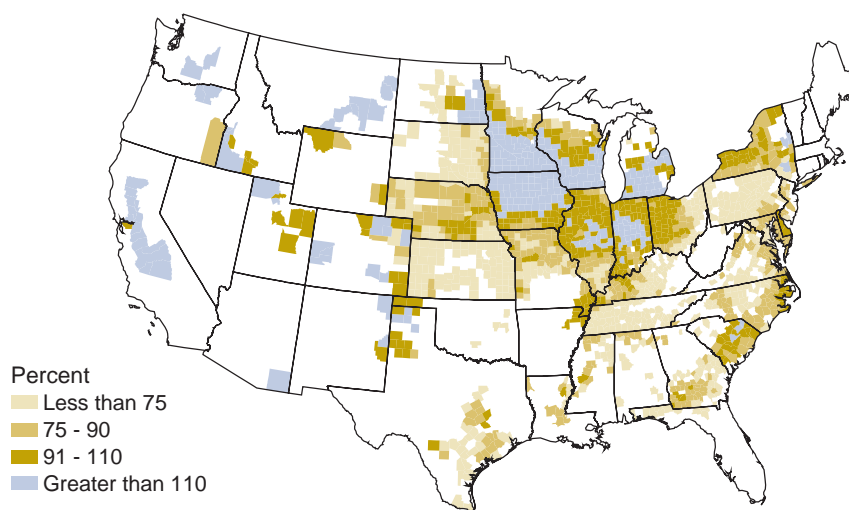 Percent
Less than 75
75 - 90
91 - 110
Greater than 110